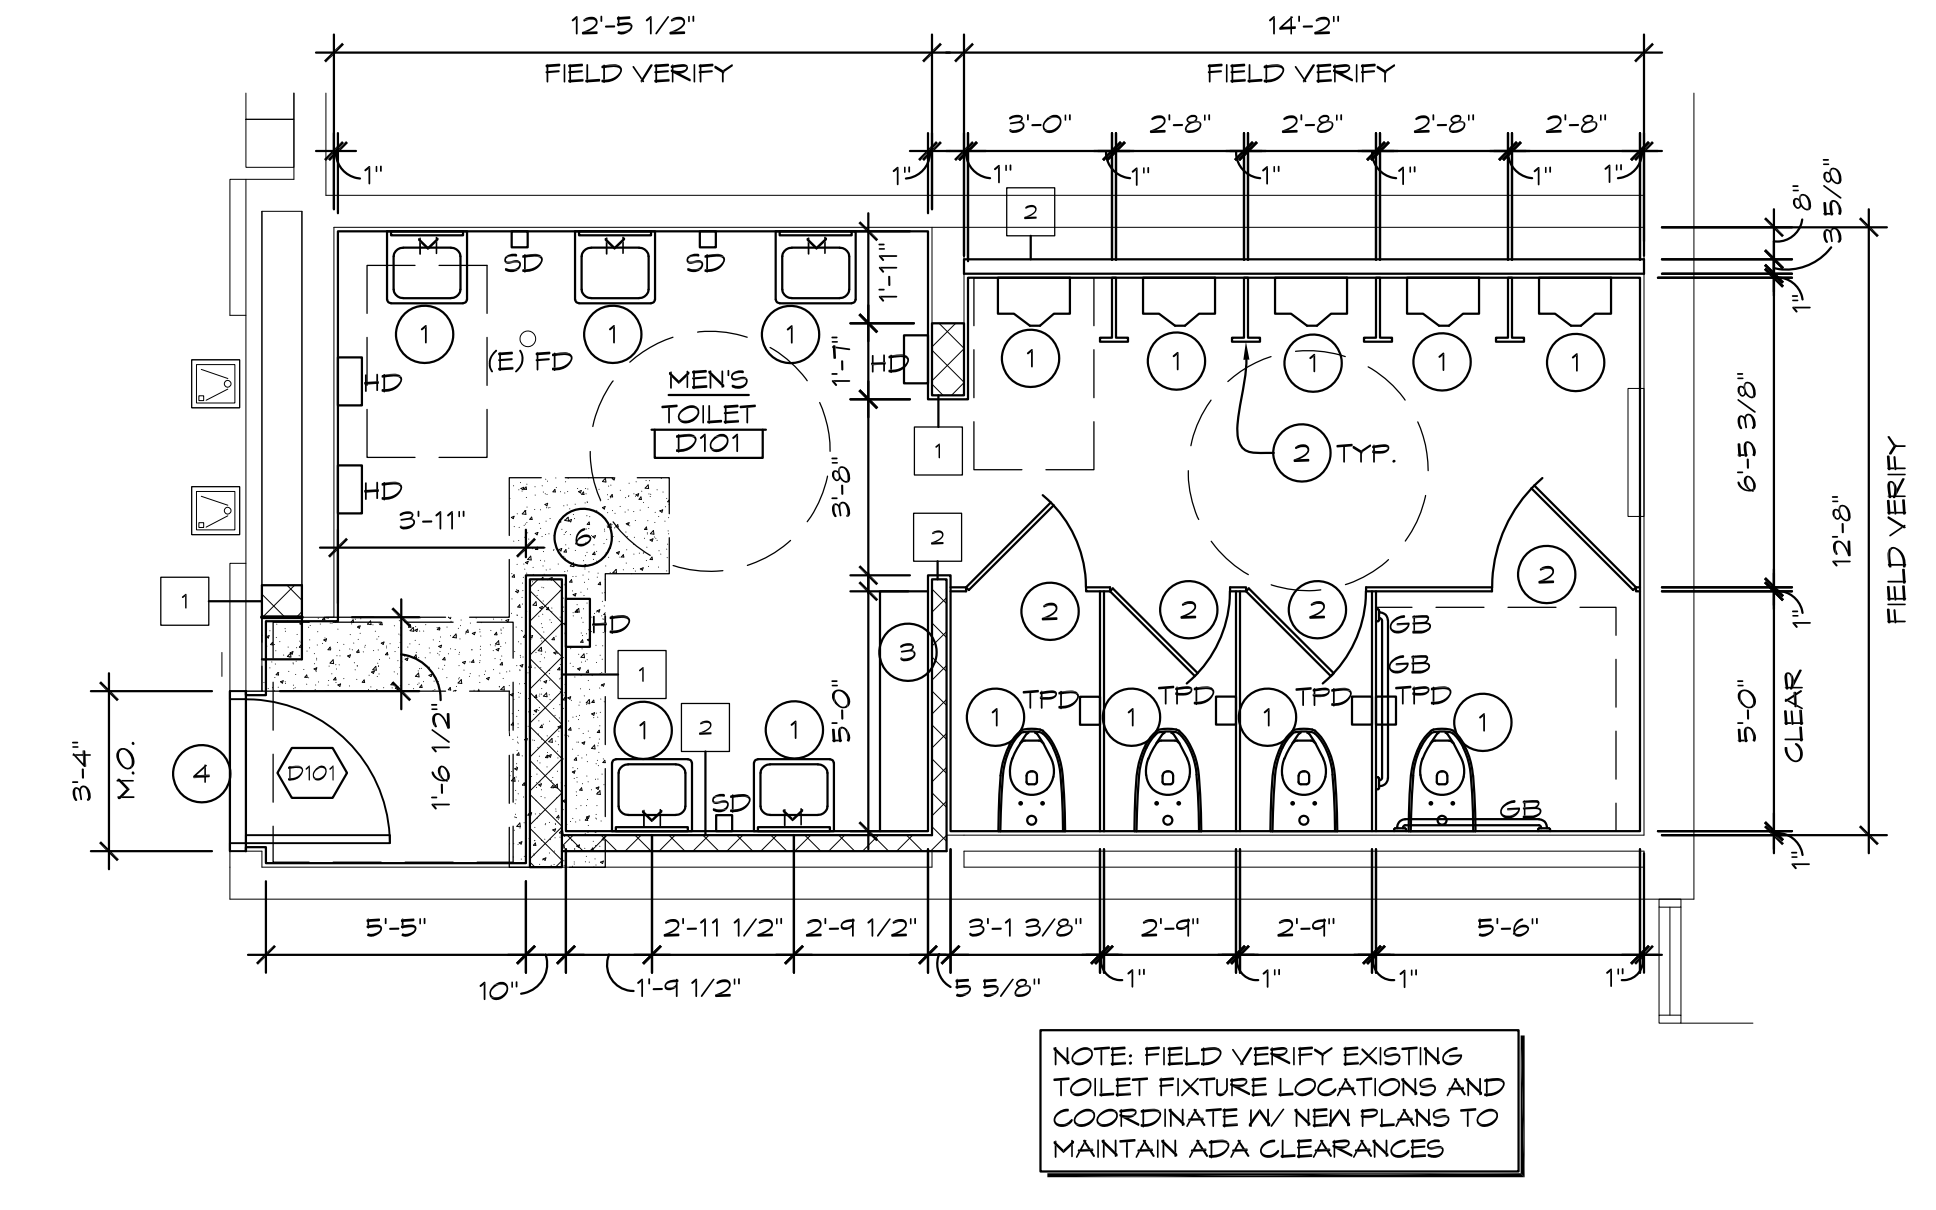 12'-5 1/2"
14'-2"
FIELD VERIFY
FIELD VERIFY
3'-0"
2'-8"
2'-8"
2'-8"
2'-8"
1"
1"
1"
1"
1"
1"
1"
8"
3 5/8"
2
SD
SD
1'-11"
1"
1
1
1
(E) FD
HD
1'-7"
HD
1
1
1
1
1
MEN'S
TOILET
D101
1
2 TYP.
6'-5 3/8"
12'-8"
FIELD VERIFY
HD
3'-11"
3'-8"
6
2
1
HD
2
2
2
2
1"
GB
3
GB
1
TPD
TPD
TPD
TPD
1
1
1
1
1
2
1
5'-0"
5'-0"
CLEAR
3'-4"
M.O.
4
D101
1'-6 1/2"
SD
GB
1"
5'-5"
2'-11 1/2"
2'-9 1/2"
3'-1 3/8"
2'-9"
2'-9"
5'-6"
10"
1'-9 1/2"
5 5/8"
1"
1"
1"
1"
NOTE: FIELD VERIFY EXISTING
TOILET FIXTURE LOCATIONS AND
COORDINATE W/ NEW PLANS TO
MAINTAIN ADA CLEARANCES